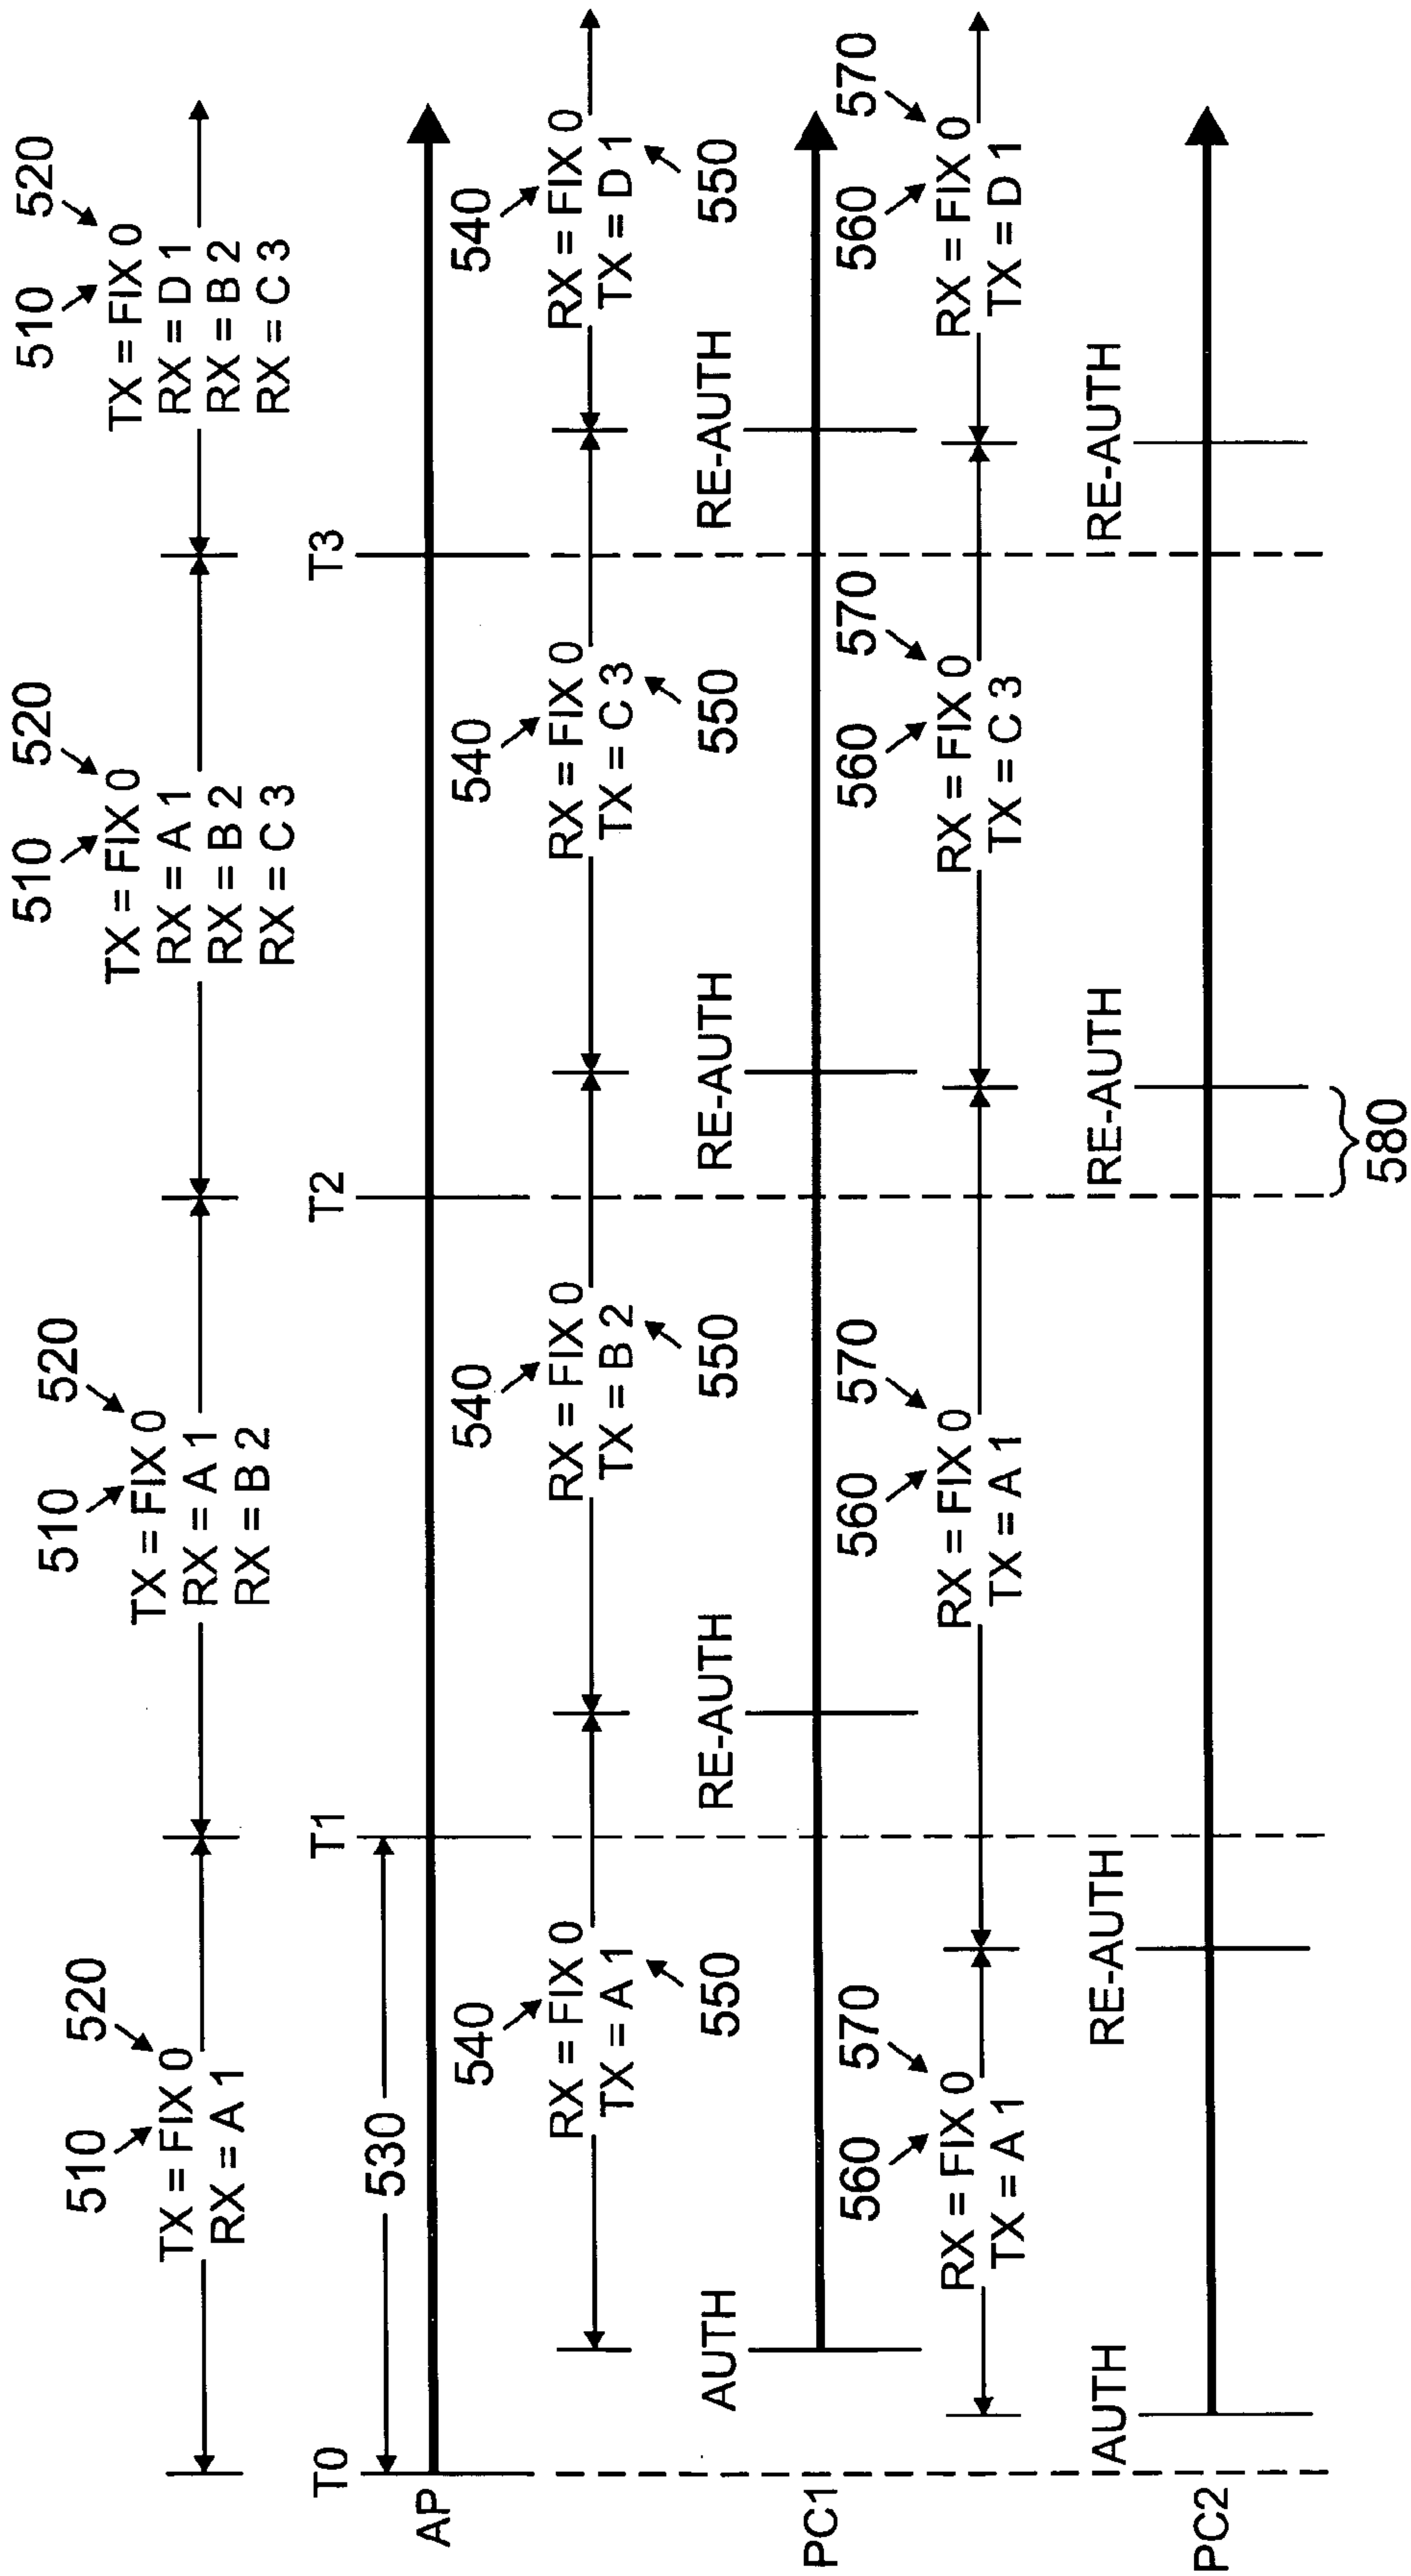 510 520
TX = FIX 0
RX = A 1
510 520
TX = FIX 0
RX = A 1
RX = B 2
510 520
TX = FIX 0
RX = A 1
RX = B 2
RX = C 3
510 520
TX = FIX 0
RX = D 1
RX = B 2
RX = C 3
T0
T1
T2
T3
530
AP
540
RX = FIX 0
TX = A 1
550
540
RX = FIX 0
TX = B 2
550
540
RX = FIX 0
TX = C 3
550
540
RX = FIX 0
TX = D 1
550
AUTH
RE-AUTH
RE-AUTH
RE-AUTH
PC1
560 570
RX = FIX 0
TX = A 1
560 570
RX = FIX 0
TX = A 1
560 570
RX = FIX 0
TX = C 3
560 570
RX = FIX 0
TX = D 1
AUTH
RE-AUTH
RE-AUTH
RE-AUTH
PC2
580